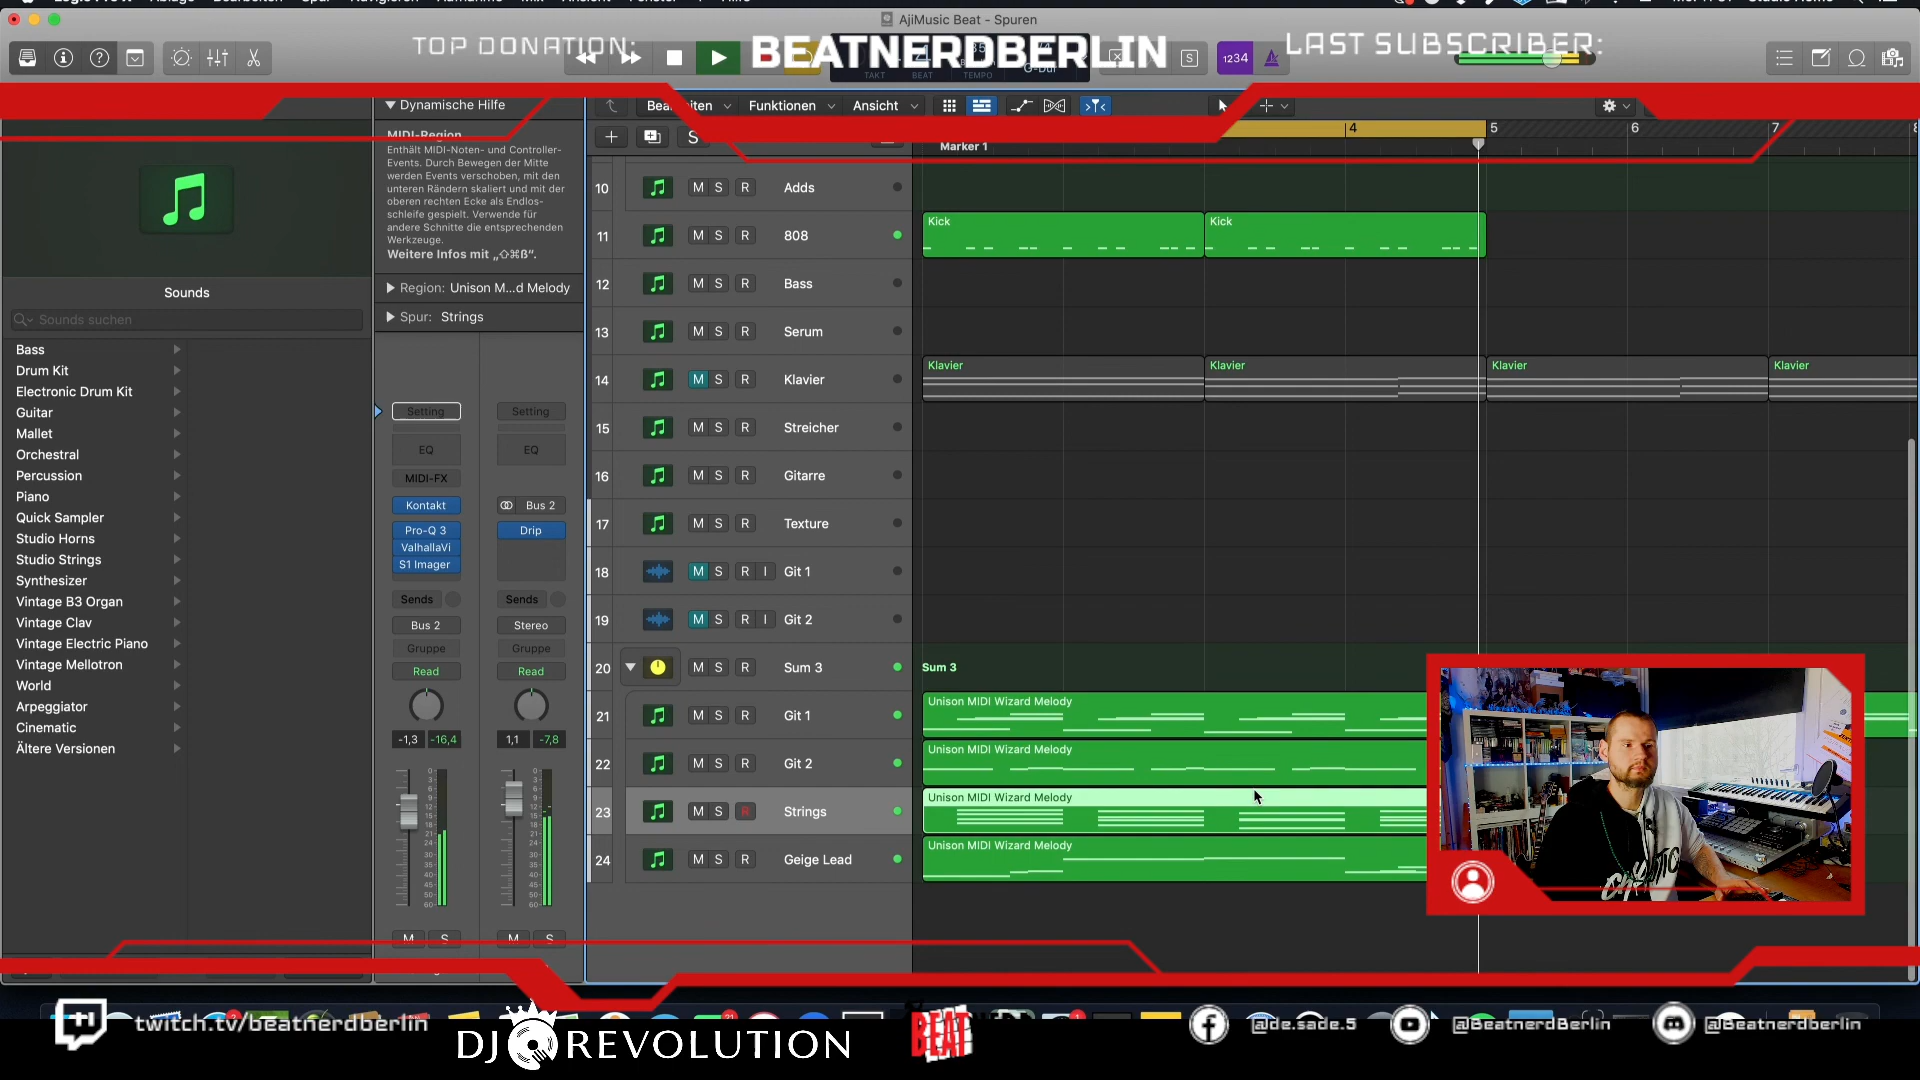 AjiMusic Beat - Spuren
TOP DONATION:
BEATNERDBERLIN
LAST SUBSCRIBER:
1234
TAKT
BEAT
TEMPO
Dynamische Hilfe
Bearbeiten
Funktionen
Ansicht
MIDI-Region
Enthält MIDI-Noten- und Controller-
Events. Durch Bewegen der Mitte
werden Events verschoben, mit den
unteren Rändern skaliert und mit der
oberen rechten Ecke als Endlos-
schleife gespielt. Verwende für
andere Schnitte die entsprechenden
Werkzeuge.
Weitere Infos mit „⇧⌘ß“.
Region: Unison M...d Melody
Spur: Strings
Sounds
Sounds suchen
Bass
Drum Kit
Electronic Drum Kit
Guitar
Mallet
Orchestral
Percussion
Piano
Quick Sampler
Studio Horns
Studio Strings
Synthesizer
Vintage B3 Organ
Vintage Clav
Vintage Electric Piano
Vintage Mellotron
World
Arpeggiator
Cinematic
Ältere Versionen
Setting
Setting
EQ
EQ
MIDI-FX
Kontakt
Bus 2
Pro-Q 3
Drip
ValhallaVi
S1 Imager
Sends
Sends
Bus 2
Stereo
Gruppe
Gruppe
Read
Read
-1,3 -16,4
1,1 -7,8
M S
M S
4 5 6 7 8
Marker 1
10 M S R Adds
11 M S R 808
Kick
Kick
12 M S R Bass
13 M S R Serum
14 M S R Klavier
Klavier
Klavier
Klavier
Klavier
15 M S R Streicher
16 M S R Gitarre
17 M S R Texture
18 M S R I Git 1
19 M S R I Git 2
20 M S R Sum 3
Sum 3
21 M S R Git 1
Unison MIDI Wizard Melody
22 M S R Git 2
Unison MIDI Wizard Melody
23 M S R Strings
Unison MIDI Wizard Melody
24 M S R Geige Lead
Unison MIDI Wizard Melody
twitch.tv/beatnerdberlin
DJ REVOLUTION
BEAT
@de.sade.5
@BeatnerdBerlin
@Beatnerdberlin